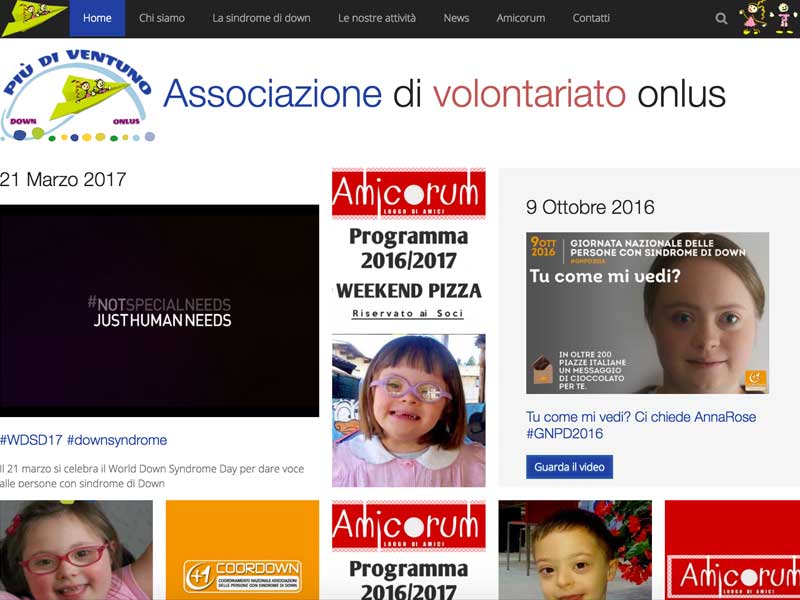 Home Chi siamo La sindrome di down Le nostre attività News Amicorum Contatti
PIÙ DI VENTUNO
DOWN ONLUS
Associazione di volontariato onlus
21 Marzo 2017
#NOTSPECIALNEEDS
JUSTHUMANNEEDS
#WDSD17 #downsyndrome
Il 21 marzo si celebra il World Down Syndrome Day per dare voce
alle persone con sindrome di Down
Amicorum
LUOGO DI AMICI
Programma
2016/2017
WEEKEND PIZZA
Riservato ai Soci
9 Ottobre 2016
9OTT
2016
GIORNATA NAZIONALE DELLE
PERSONE CON SINDROME DI DOWN
#GNPD2016
Tu come mi vedi?
IN OLTRE 200
PIAZZE ITALIANE
UN MESSAGGIO
DI CIOCCOLATO
PER TE.
Tu come mi vedi? Ci chiede AnnaRose
#GNPD2016
Guarda il video
+1 COORDOWN
COORDINAMENTO NAZIONALE ASSOCIAZIONI
DELLE PERSONE CON SINDROME DI DOWN
Amicorum
LUOGO DI AMICI
Programma
2016/2017
Amicorum
LUOGO DI AMICI